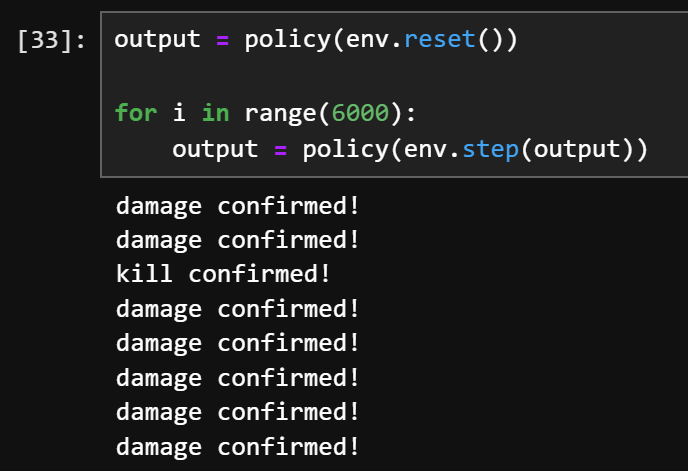 [33]: output = policy(env.reset())
for i in range(6000):
    output = policy(env.step(output))
damage confirmed!
damage confirmed!
kill confirmed!
damage confirmed!
damage confirmed!
damage confirmed!
damage confirmed!
damage confirmed!